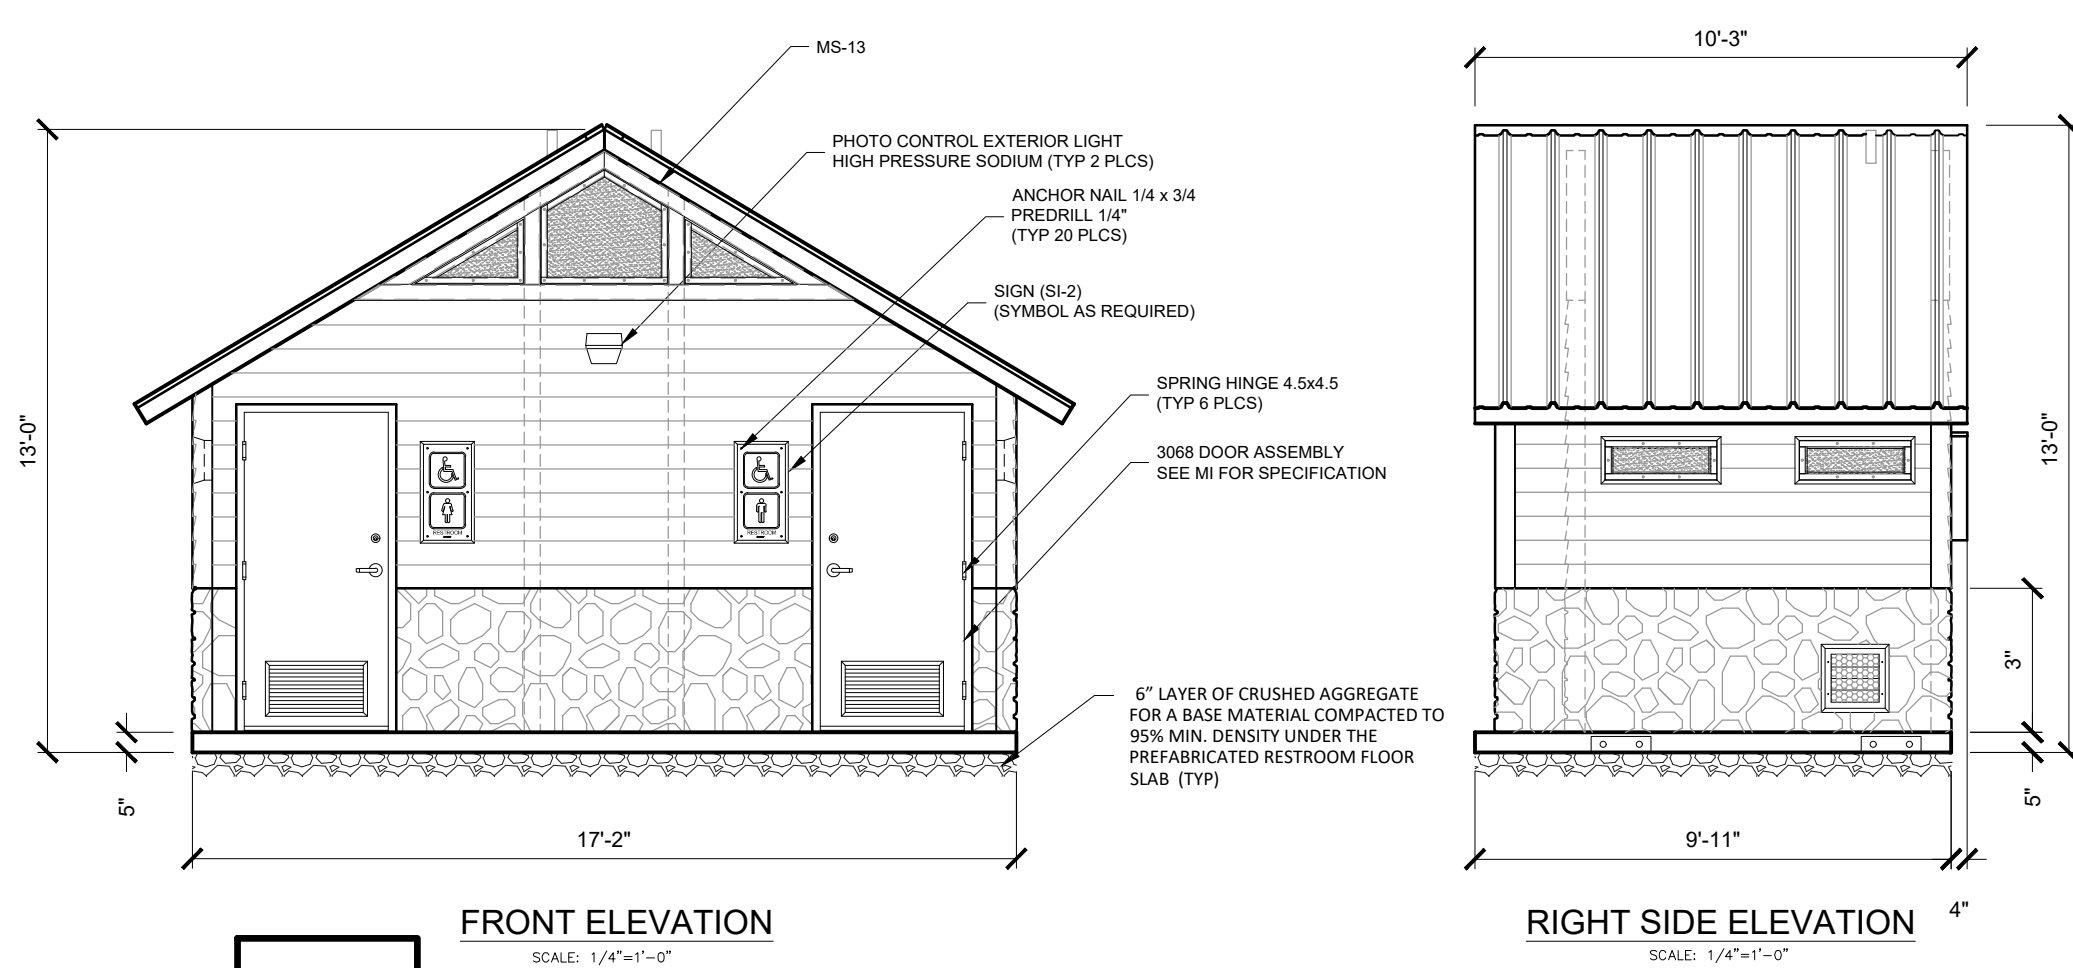 MS-13
PHOTO CONTROL EXTERIOR LIGHT
HIGH PRESSURE SODIUM (TYP 2 PLCS)
ANCHOR NAIL 1/4 x 3/4
PREDRILL 1/4"
(TYP 20 PLCS)
SIGN (SI-2)
(SYMBOL AS REQUIRED)
SPRING HINGE 4.5x4.5
(TYP 6 PLCS)
3068 DOOR ASSEMBLY
SEE MI FOR SPECIFICATION
6” LAYER OF CRUSHED AGGREGATE
FOR A BASE MATERIAL COMPACTED TO
95% MIN. DENSITY UNDER THE
PREFABRICATED RESTROOM FLOOR
SLAB (TYP)
13'-0"
RESTROOM
RESTROOM
5"
17'-2"
FRONT ELEVATION
SCALE: 1/4”=1’-0”
10'-3"
13'-0"
3"
5"
9'-11"
4"
RIGHT SIDE ELEVATION
SCALE: 1/4”=1’-0”